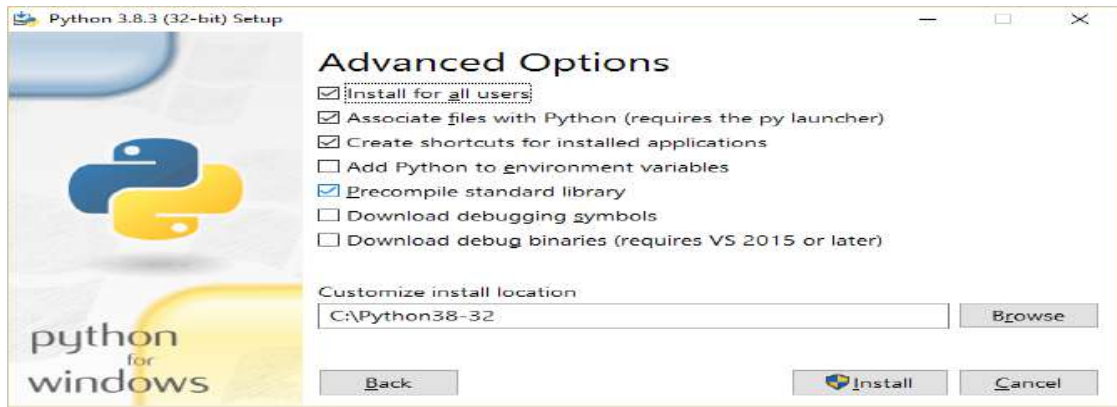 Python 3.8.3 (32-bit) Setup
Advanced Options
Install for all users
Associate files with Python (requires the py launcher)
Create shortcuts for installed applications
Add Python to environment variables
Precompile standard library
Download debugging symbols
Download debug binaries (requires VS 2015 or later)
Customize install location
C:\Python38-32
Browse
python
for
windows
Back
Install
Cancel